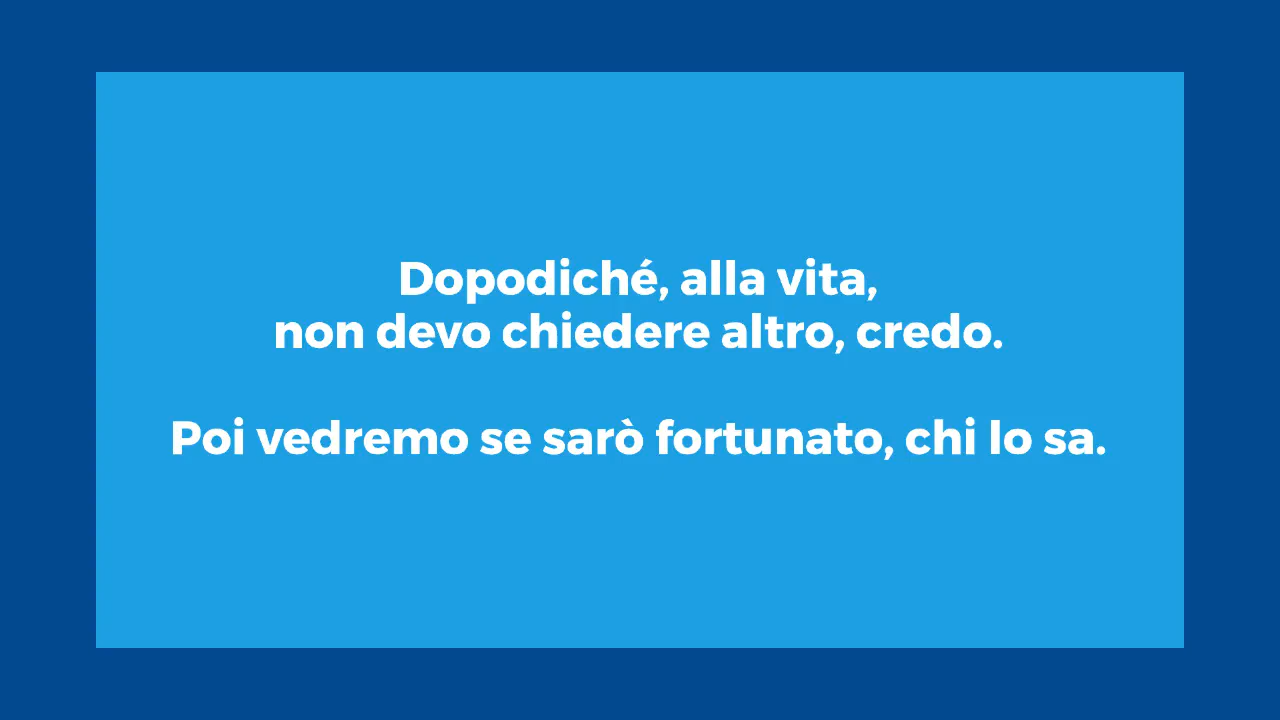 Dopodiché, alla vita,
non devo chiedere altro, credo.
Poi vedremo se sarò fortunato, chi lo sa.